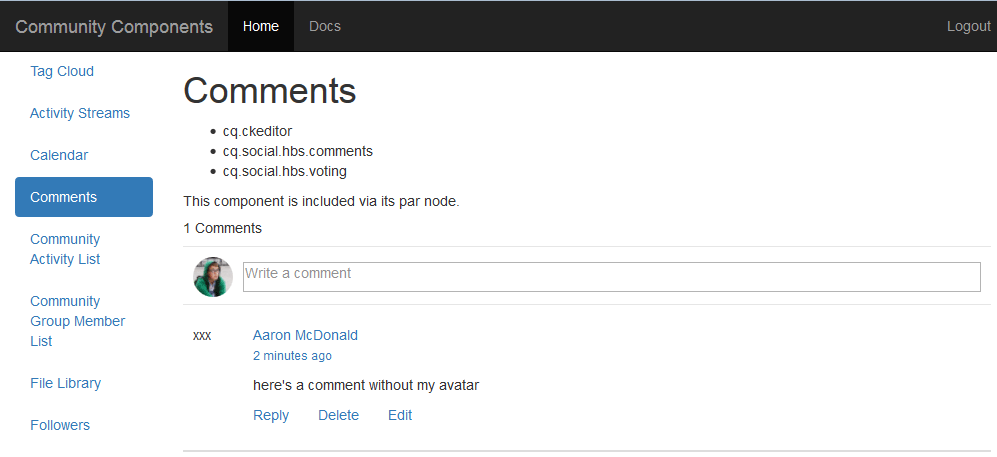 Community Components Home Docs Logout
Tag Cloud
Activity Streams
Calendar
Comments
Community
Activity List
Community
Group Member
List
File Library
Followers
Comments
cq.ckeditor
cq.social.hbs.comments
cq.social.hbs.voting
This component is included via its par node.
1 Comments
Write a comment
xxx Aaron McDonald
2 minutes ago
here's a comment without my avatar
Reply Delete Edit